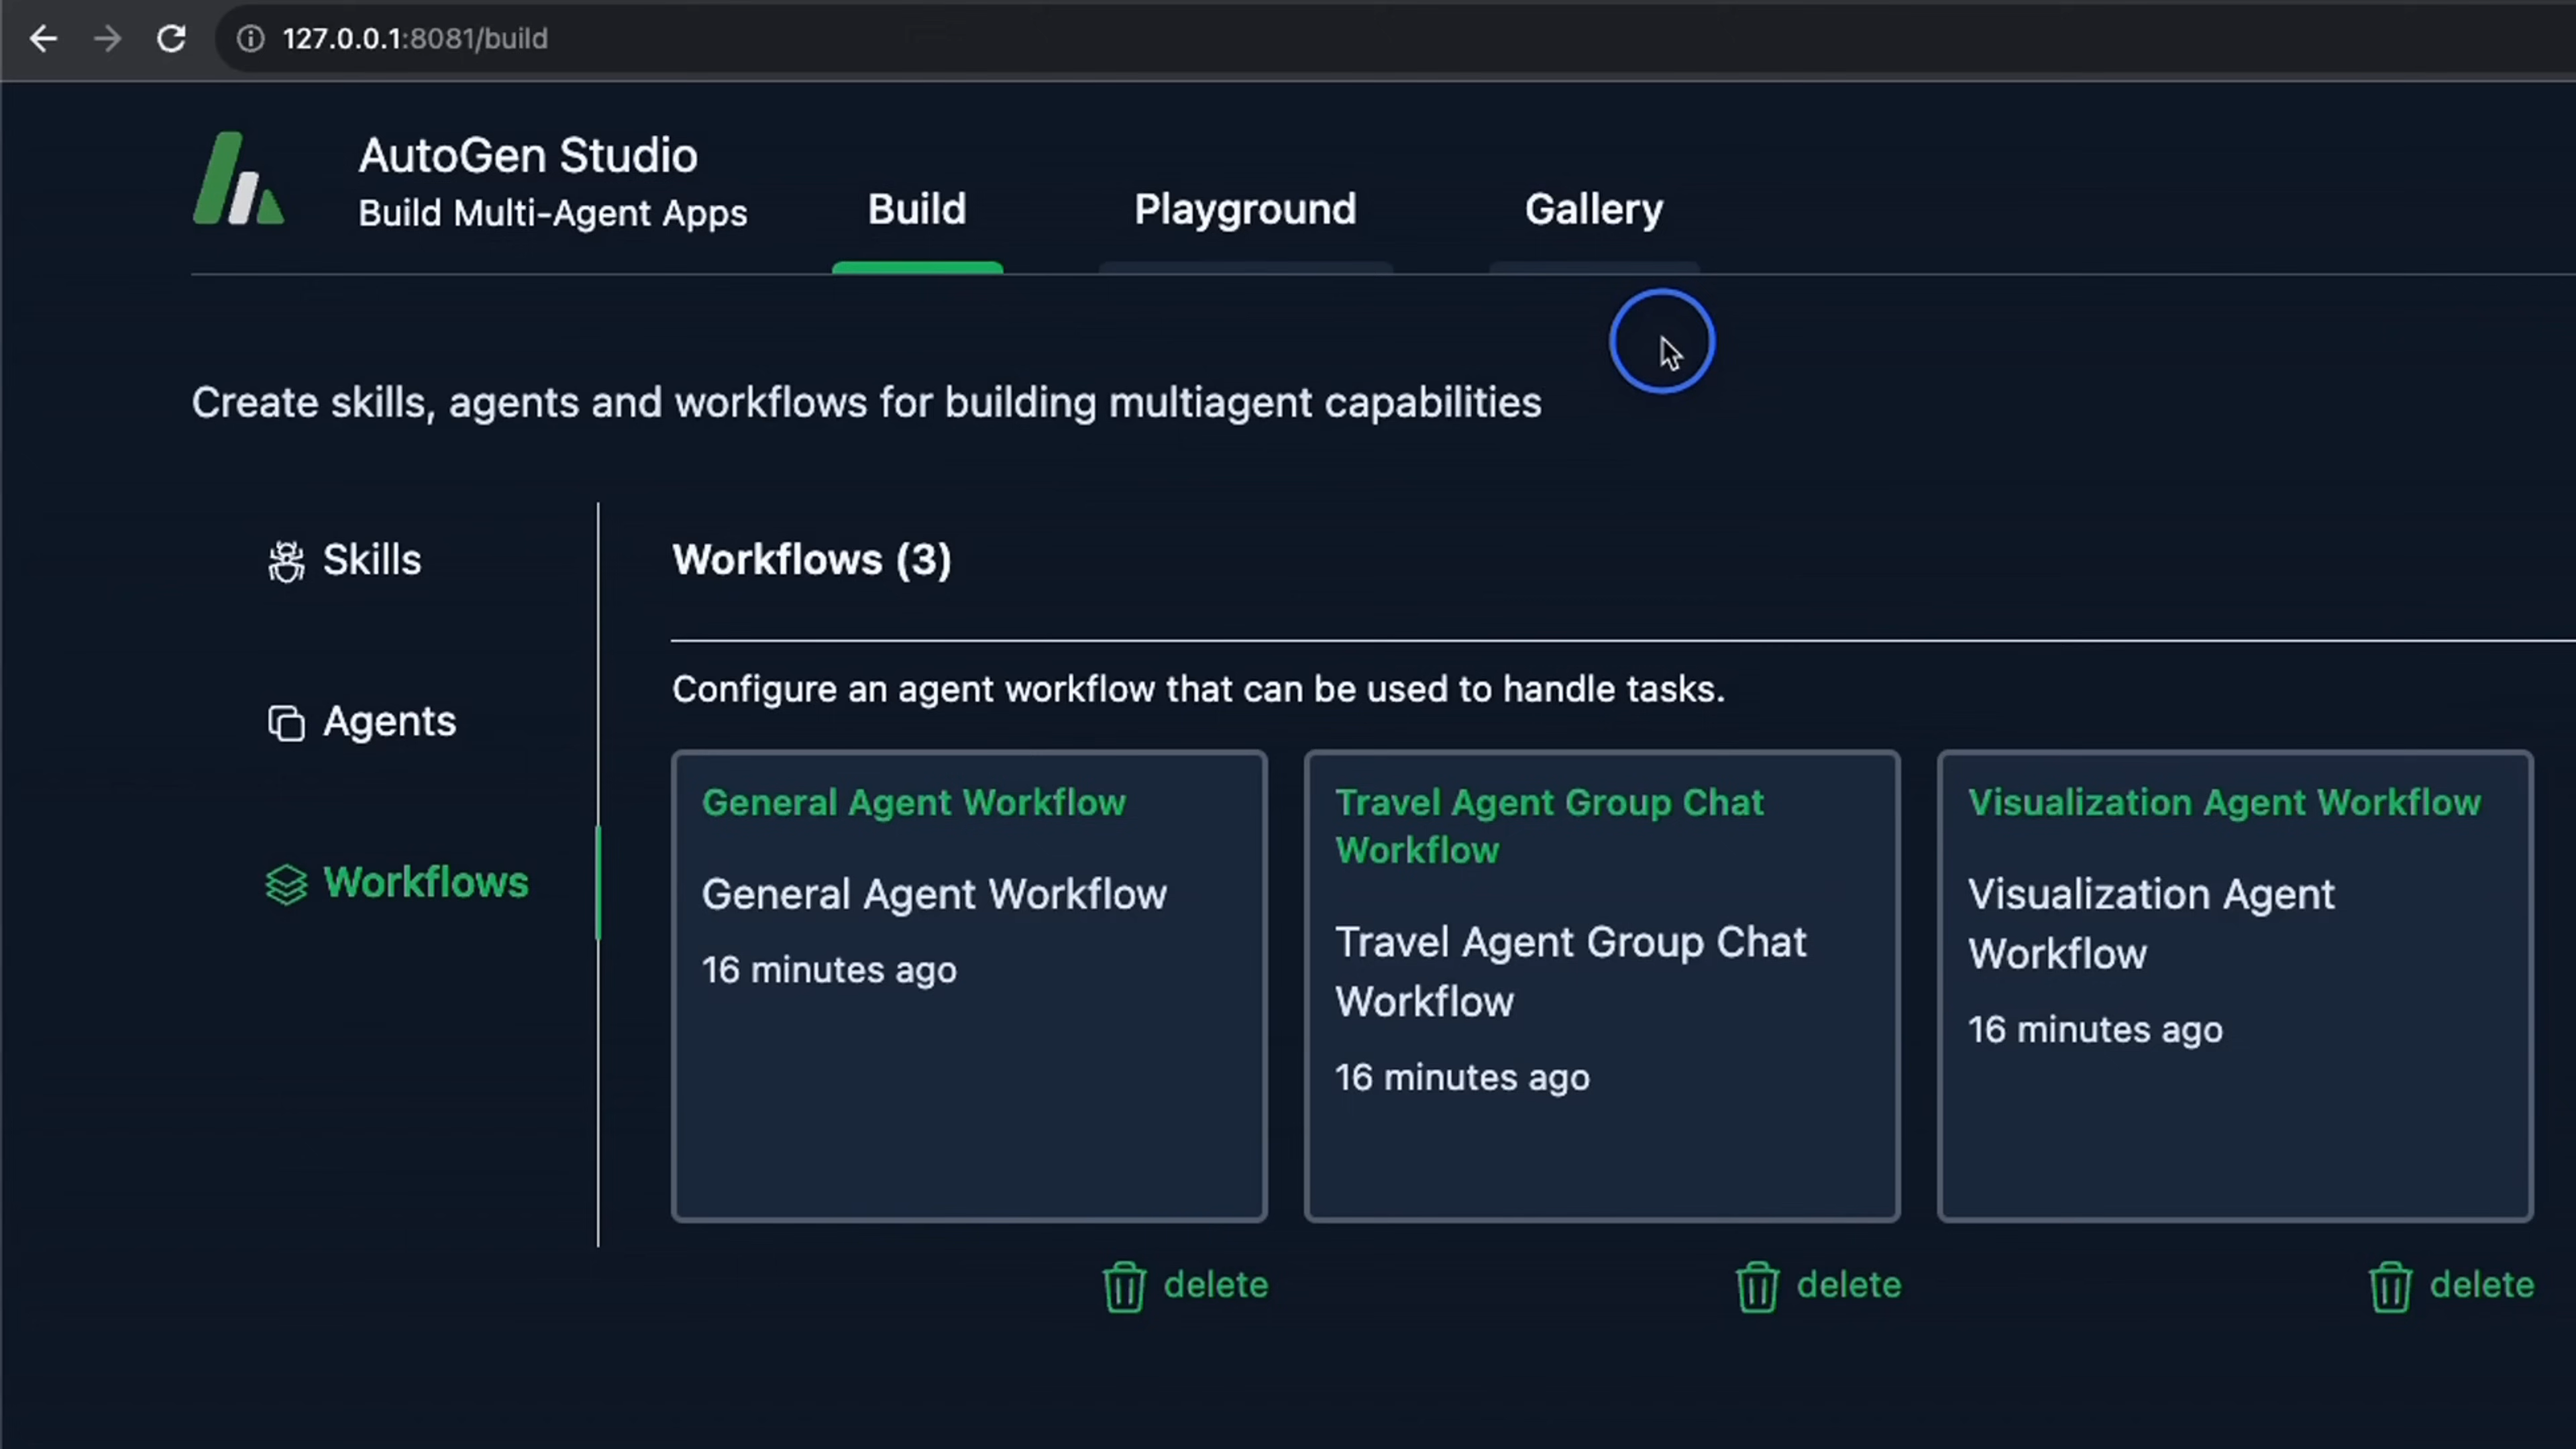 127.0.0.1:8081/build
AutoGen Studio
Build Multi-Agent Apps
Build
Playground
Gallery
Create skills, agents and workflows for building multiagent capabilities
Skills
Agents
Workflows
Workflows (3)
Configure an agent workflow that can be used to handle tasks.
General Agent Workflow
General Agent Workflow
16 minutes ago
delete
Travel Agent Group Chat
Workflow
Travel Agent Group Chat
Workflow
16 minutes ago
delete
Visualization Agent Workflow
Visualization Agent
Workflow
16 minutes ago
delete